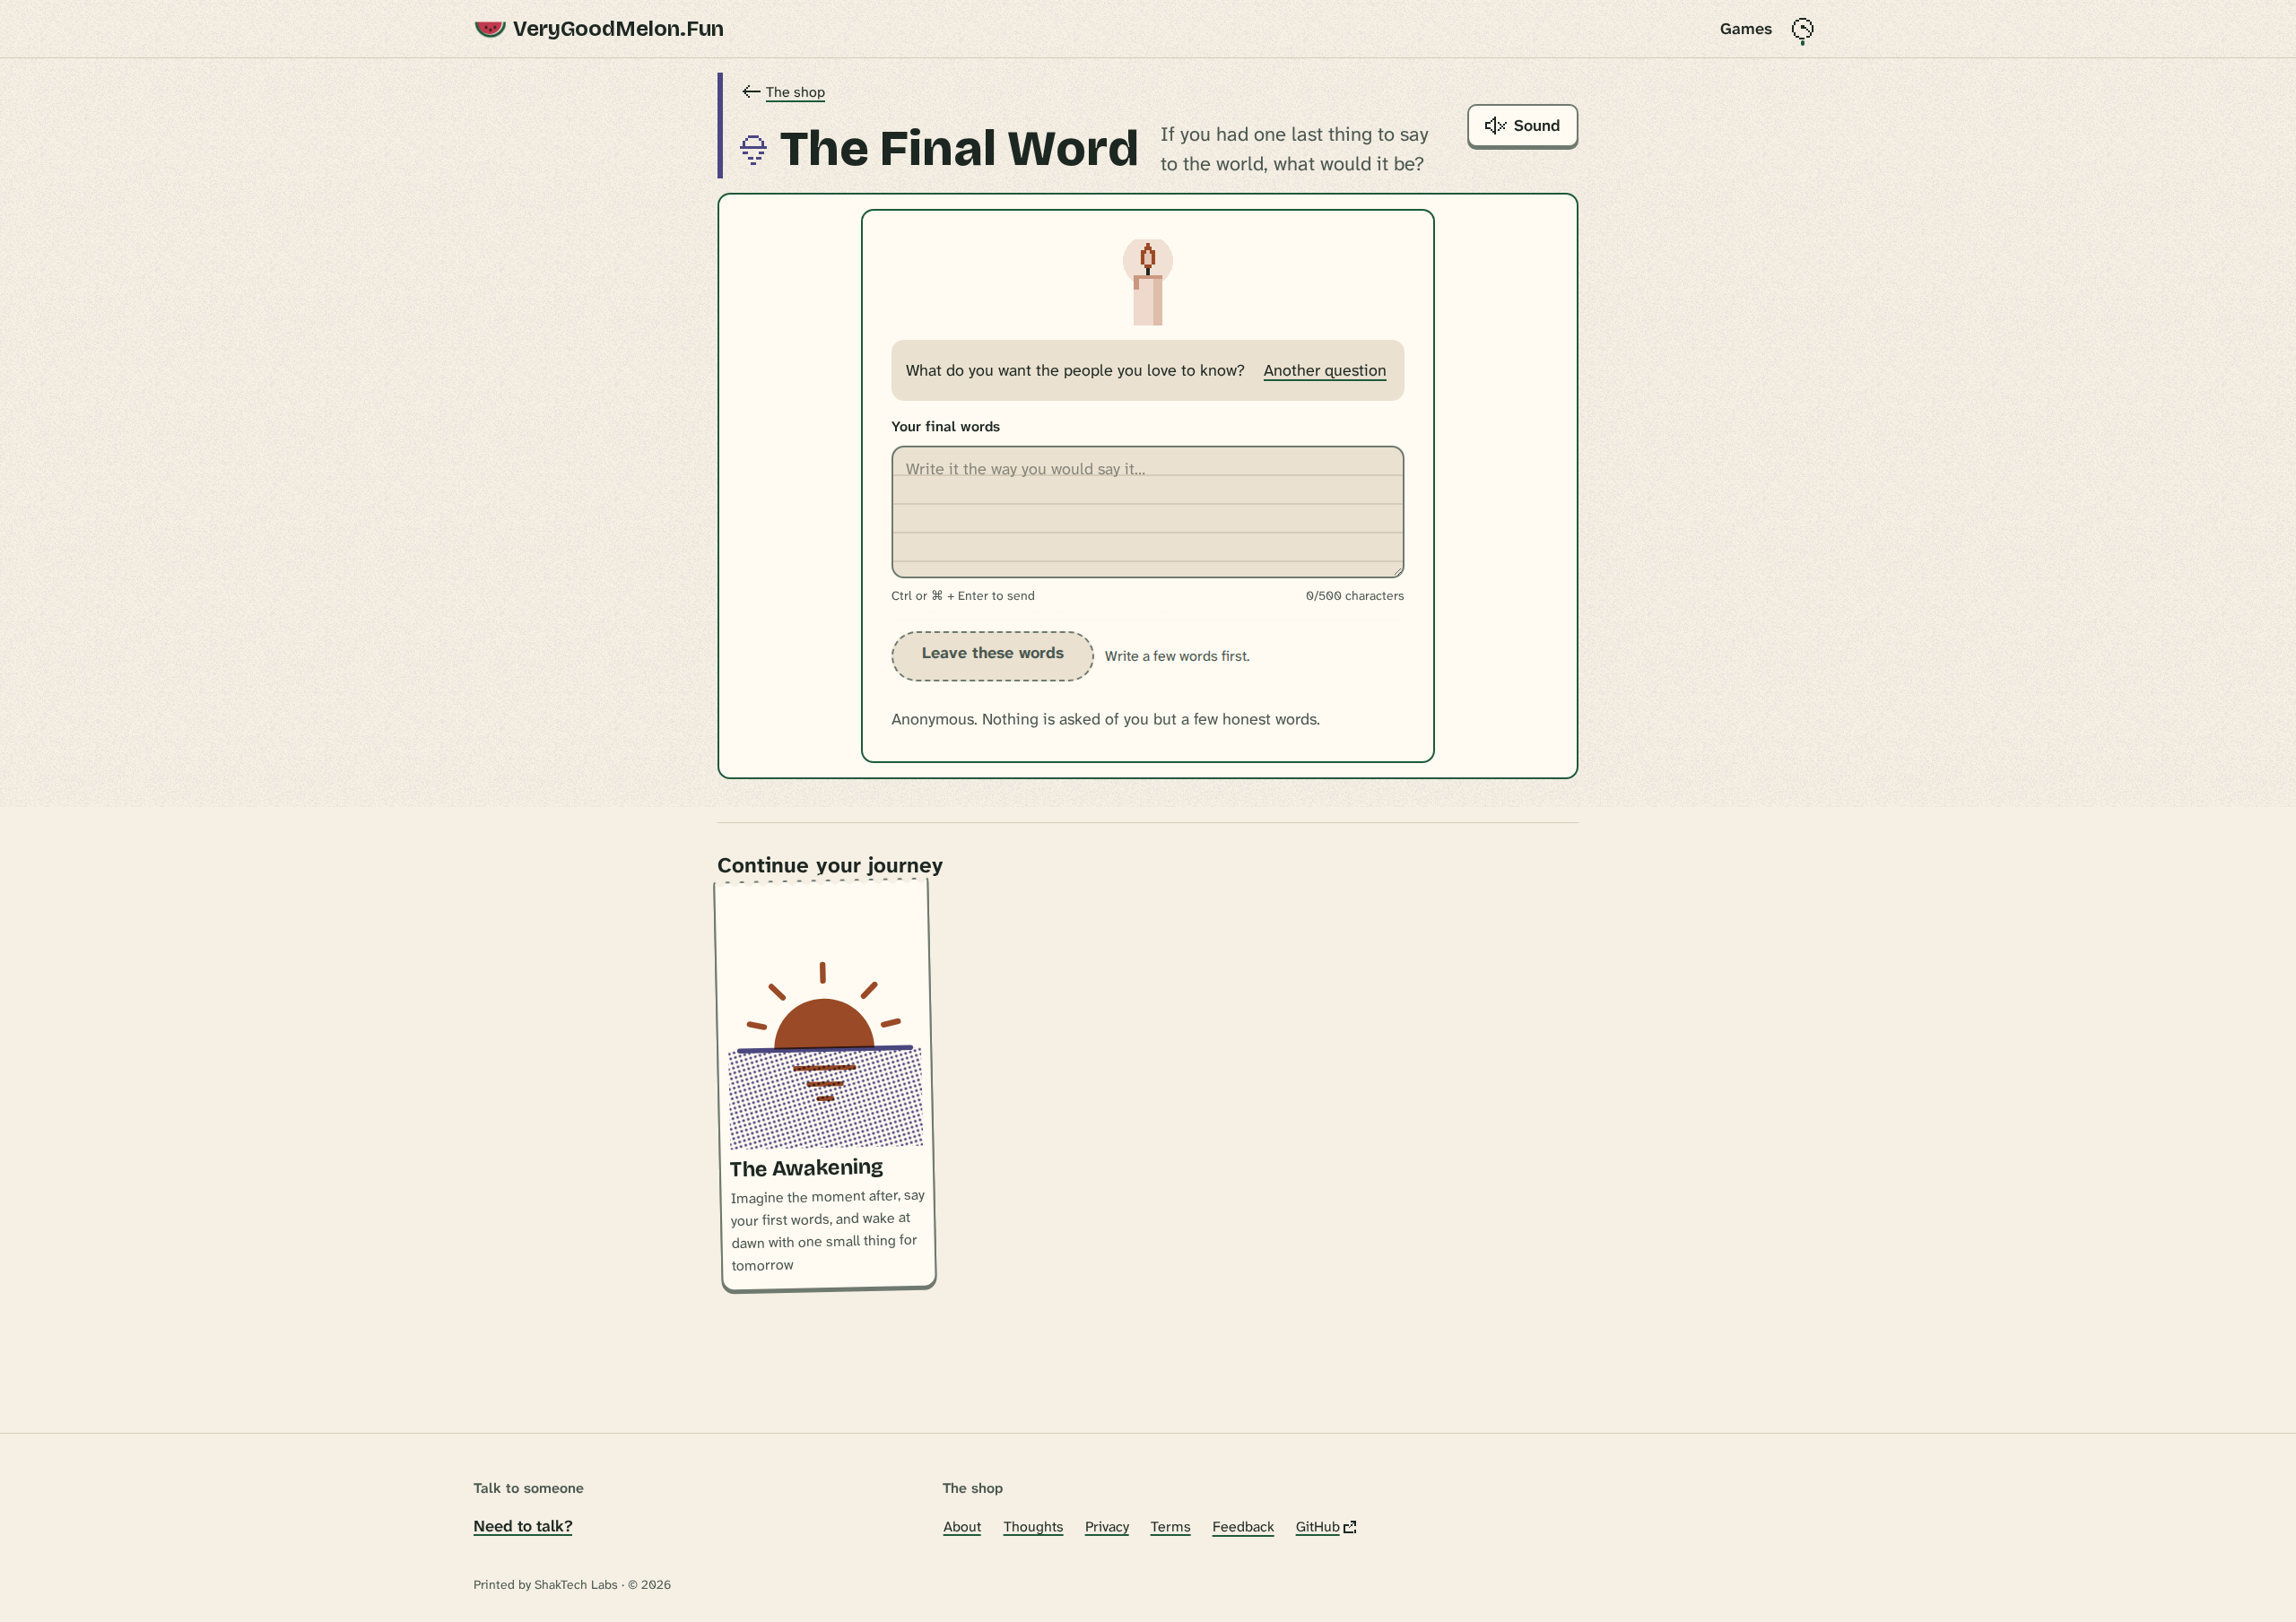 VeryGoodMelon.Fun
Games
The shop
The Final Word
If you had one last thing to say
to the world, what would it be?
Sound
What do you want the people you love to know? Another question
Your final words
Write it the way you would say it...
Ctrl or ⌘ + Enter to send
0/500 characters
Leave these words
Write a few words first.
Anonymous. Nothing is asked of you but a few honest words.
Continue your journey
The Awakening
Imagine the moment after, say
your first words, and wake at
dawn with one small thing for
tomorrow
Talk to someone
Need to talk?
The shop
About Thoughts Privacy Terms Feedback GitHub
Printed by ShakTech Labs · © 2026